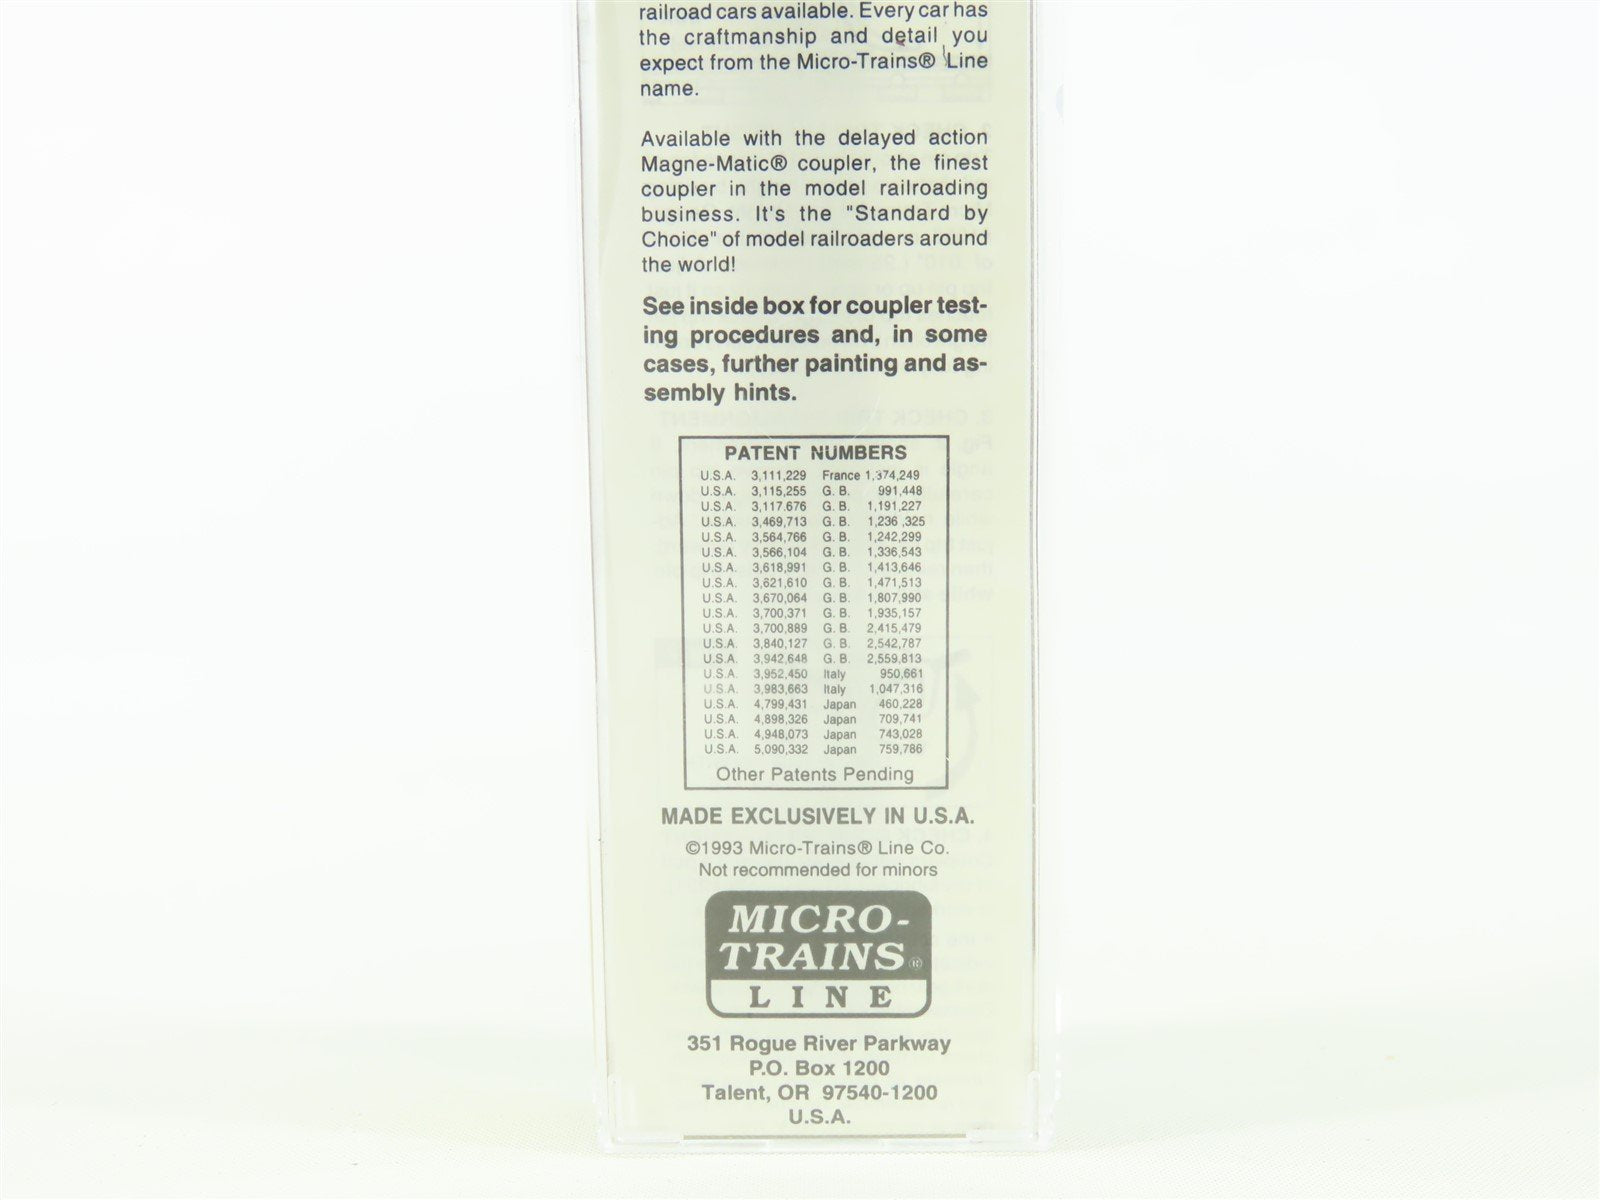 railroad cars available. Every car has
the craftmanship and detail you
expect from the Micro-Trains® Line
name.
Available with the delayed action
Magne-Matic® coupler, the finest
coupler in the model railroading
business. It's the "Standard by
Choice" of model railroaders around
the world!
See inside box for coupler test-
ing procedures and, in some
cases, further painting and as-
sembly hints.
PATENT NUMBERS
U.S.A. 3,111,229 France 1,374,249
U.S.A. 3,115,255 G. B. 991,448
U.S.A. 3,117.676 G. B. 1,191,227
U.S.A. 3,469,713 G. B. 1,236 ,325
U.S.A. 3,564,766 G. B. 1,242,299
U.S.A. 3,566,104 G. B. 1,336,543
U.S.A. 3,618,991 G. B. 1,413,646
U.S.A. 3,621,610 G. B. 1,471,513
U.S.A. 3,670,064 G. B. 1,807,990
U.S.A. 3,700,371 G. B. 1,935,157
U.S.A. 3,700,889 G. B. 2,415,479
U.S.A. 3,840,127 G. B. 2,542,787
U.S.A. 3,942,648 G. B. 2,559,813
U.S.A. 3,952,450 Italy 950,661
U.S.A. 3,983,663 Italy 1,047,316
U.S.A. 4,799,431 Japan 460,228
U.S.A. 4,898,326 Japan 709,741
U.S.A. 4,948,073 Japan 743,028
U.S.A. 5,090,332 Japan 759,786
Other Patents Pending
MADE EXCLUSIVELY IN U.S.A.
©1993 Micro-Trains® Line Co.
Not recommended for minors
MICRO-
TRAINS®
LINE
351 Rogue River Parkway
P.O. Box 1200
Talent, OR 97540-1200
U.S.A.